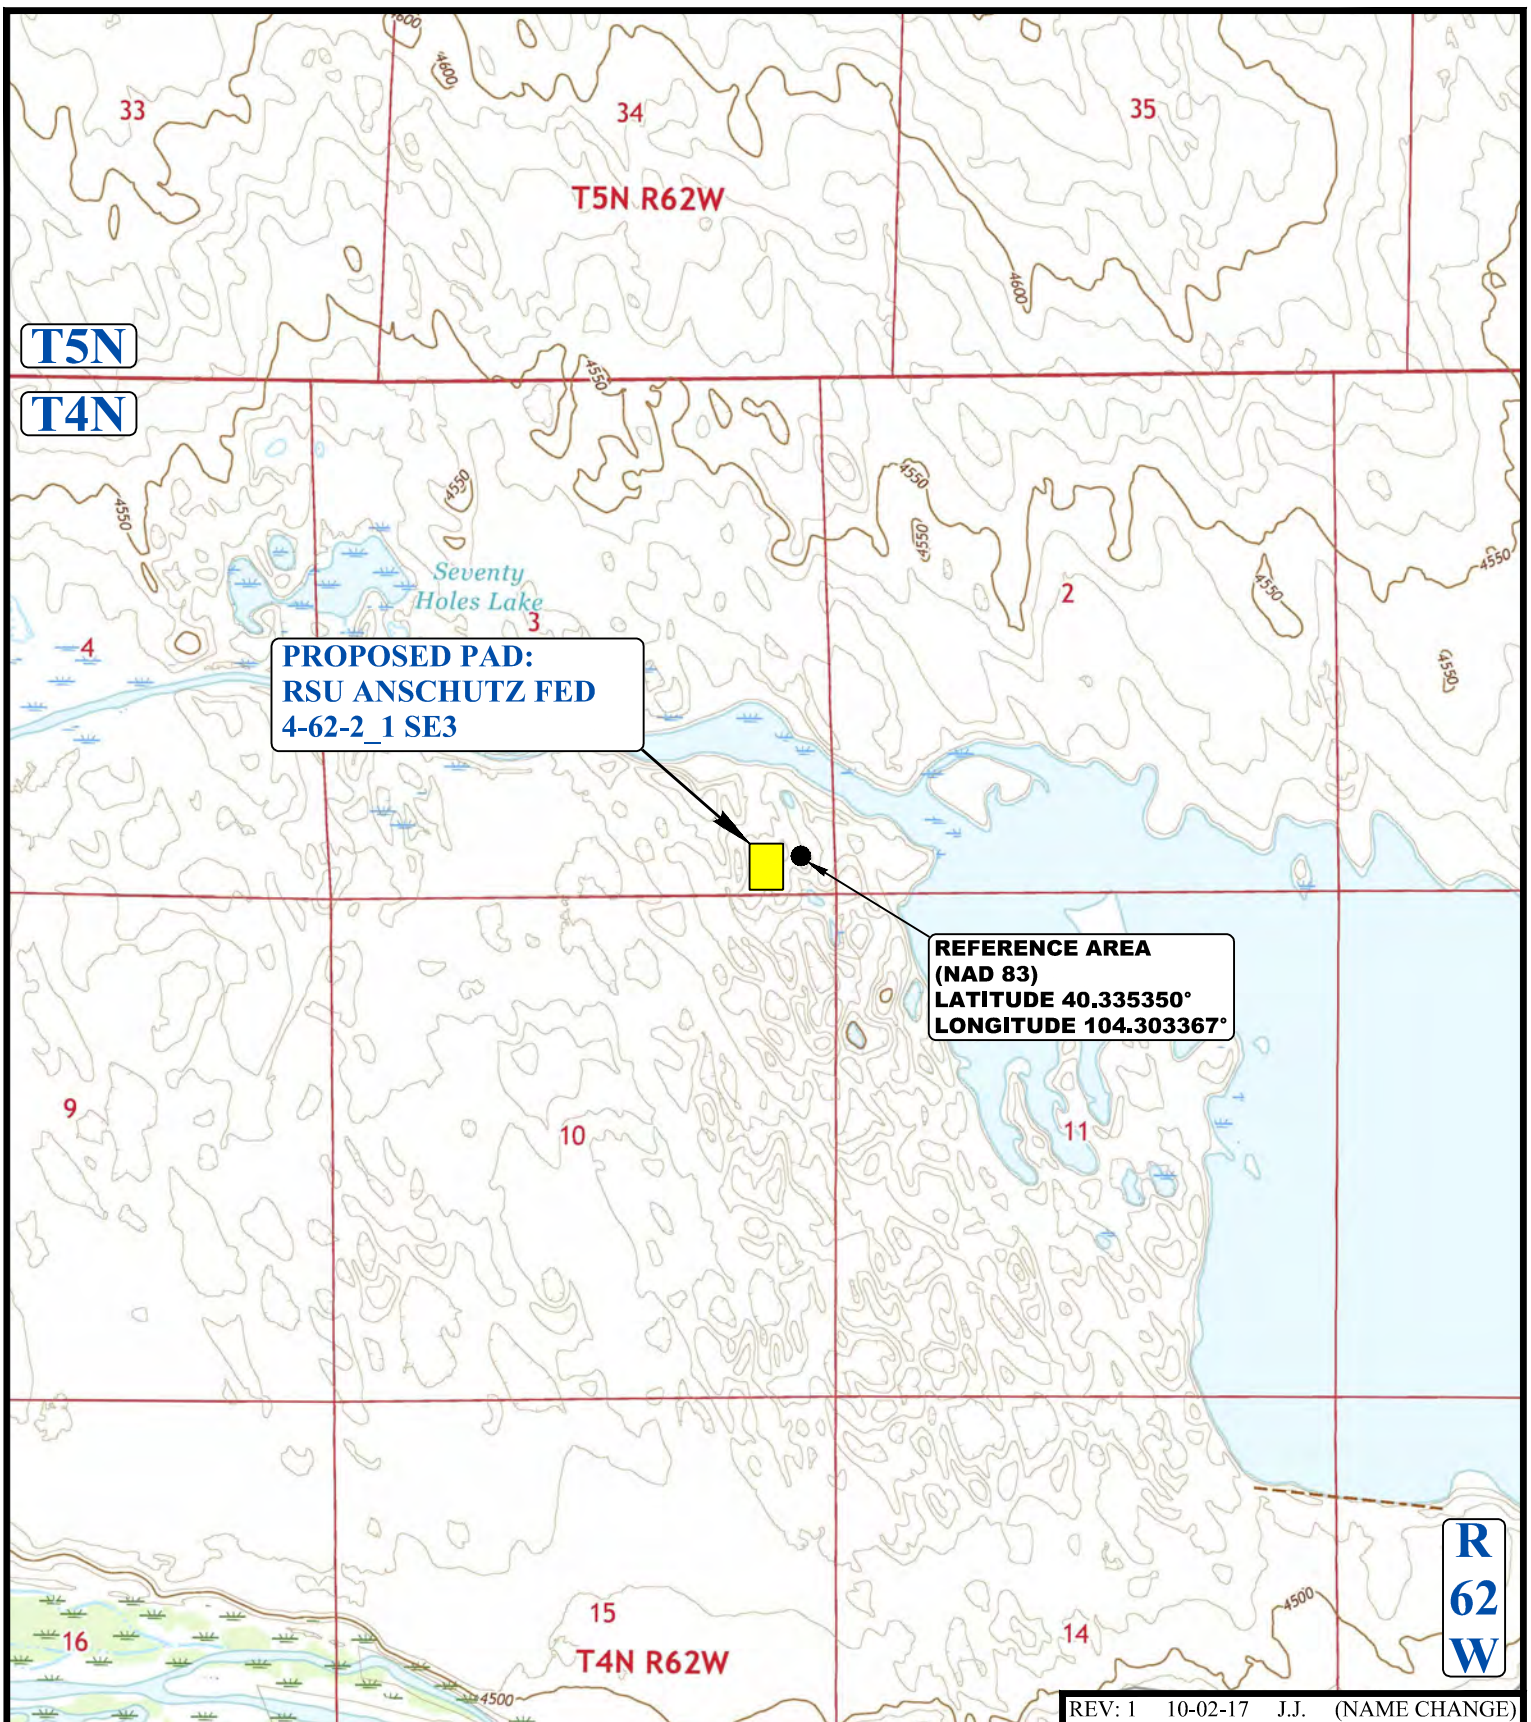 4600
4600
33
34
35
T5N R62W
4600
T5N
4550
T4N
4550
4550
4550
4550
4550
4550
Seventy
Holes Lake
2
3
4
4550
PROPOSED PAD:
RSU ANSCHUTZ FED
4-62-2_1 SE3
REFERENCE AREA
(NAD 83)
LATITUDE 40.335350°
LONGITUDE 104.303367°
9
10
11
R
62
W
4500
15
14
16
T4N R62W
4500
REV: 1 10-02-17 J.J. (NAME CHANGE)